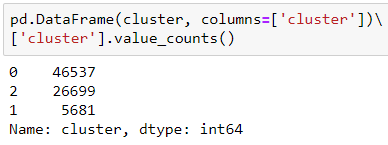 pd.DataFrame(cluster, columns=['cluster'])\
['cluster'].value_counts()
0    46537
2    26699
1     5681
Name: cluster, dtype: int64